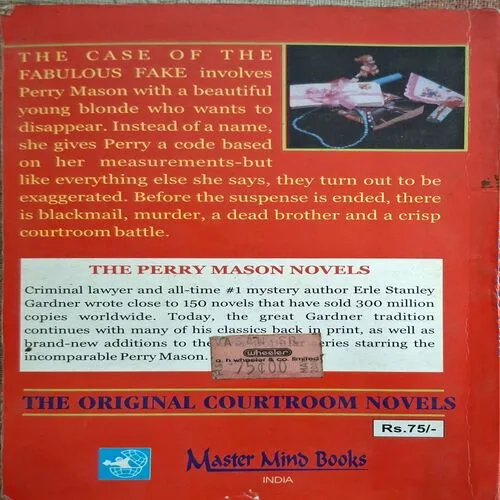 THE CASE OF THE
FABULOUS FAKE involves
Perry Mason with a beautiful
young blonde who wants to
disappear. Instead of a name,
she gives Perry a code based
on her measurements-but
like everything else she says, they turn out to be
exaggerated. Before the suspense is ended, there
is blackmail, murder, a dead brother and a crisp
courtroom battle.
THE PERRY MASON NOVELS
Criminal lawyer and all-time #1 mystery author Erle Stanley
Gardner wrote close to 150 novels that have sold 300 million
copies worldwide. Today, the great Gardner tradition
continues with many of his classics back in print, as well as
brand-new additions to the series starring the
incomparable Perry Mason.
wheeler
a. h. wheeler & co. limited
75¢00
THE ORIGINAL COURTROOM NOVELS
Rs.75/-
Master Mind Books
INDIA